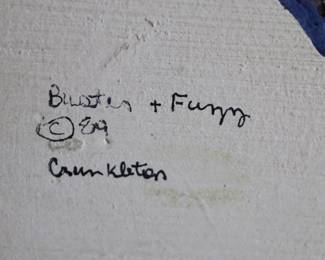 Buster + Fuzzy
© 89
Crunkleton